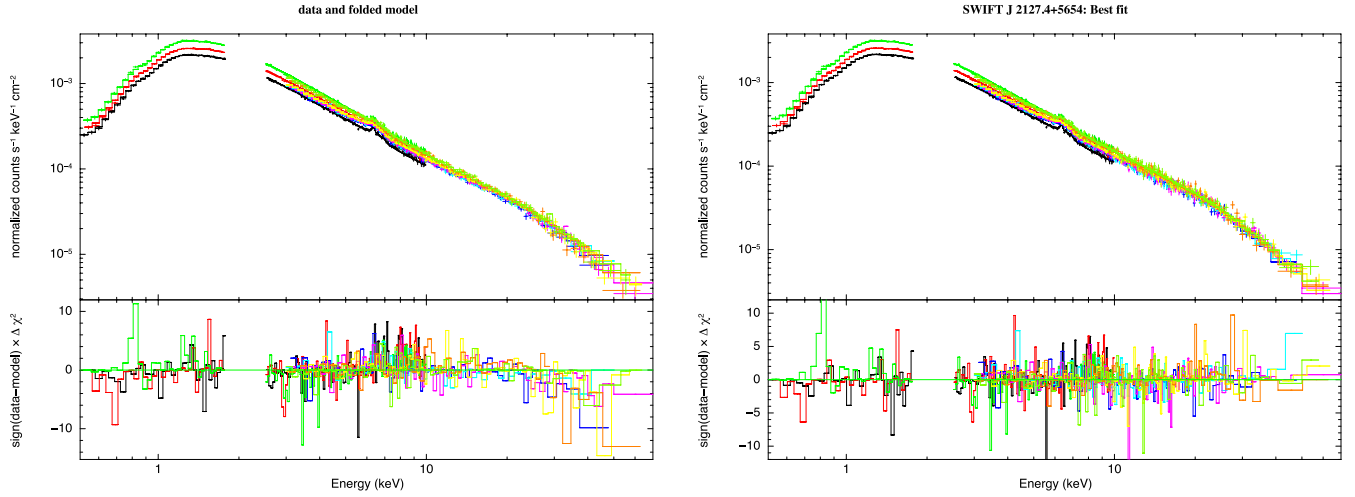 data and folded model
normalized counts s⁻¹ keV⁻¹ cm⁻²
10⁻³
10⁻⁴
10⁻⁵
sign(data−model) × Δ χ²
10
0
−10
1
10
Energy (keV)
SWIFT J 2127.4+5654: Best fit
normalized counts s⁻¹ keV⁻¹ cm⁻²
10⁻³
10⁻⁴
10⁻⁵
sign(data−model) × Δ χ²
10
5
0
−5
−10
1
10
Energy (keV)